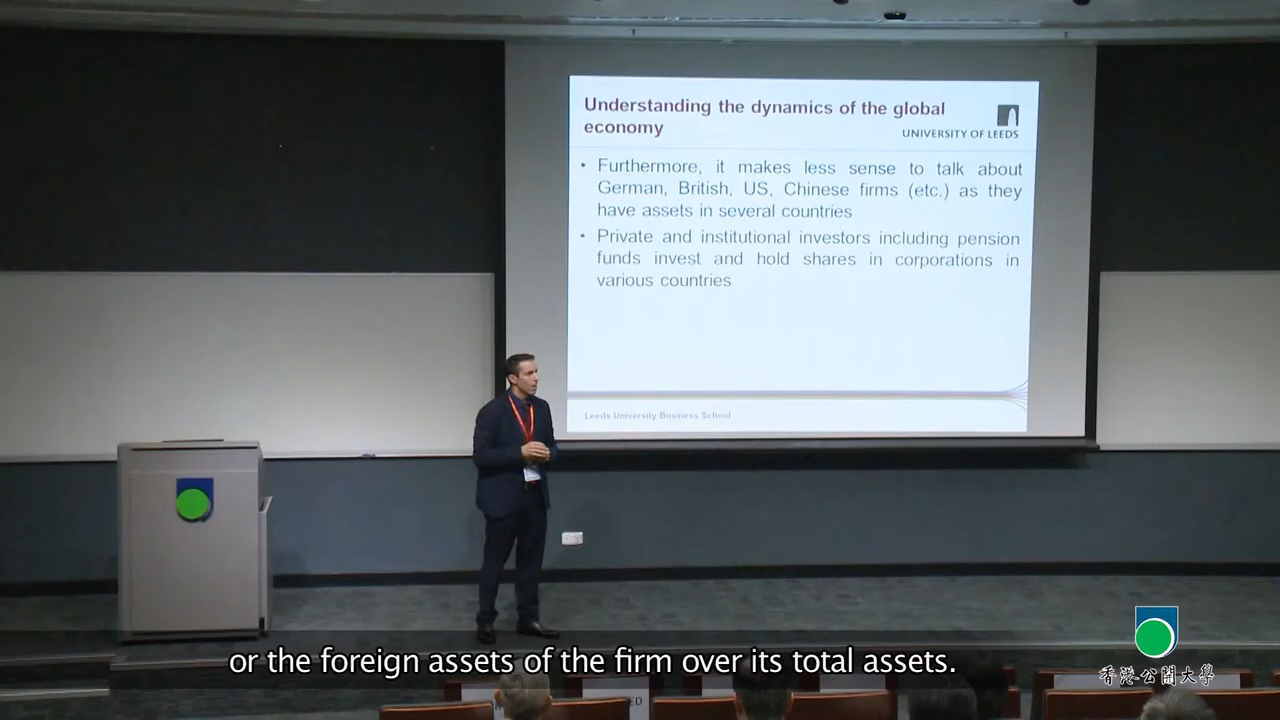 Understanding the dynamics of the global
economy
UNIVERSITY OF LEEDS
• Furthermore, it makes less sense to talk about
German, British, US, Chinese firms (etc.) as they
have assets in several countries
• Private and institutional investors including pension
funds invest and hold shares in corporations in
various countries
Leeds University Business School
or the foreign assets of the firm over its total assets.
香港公開大學